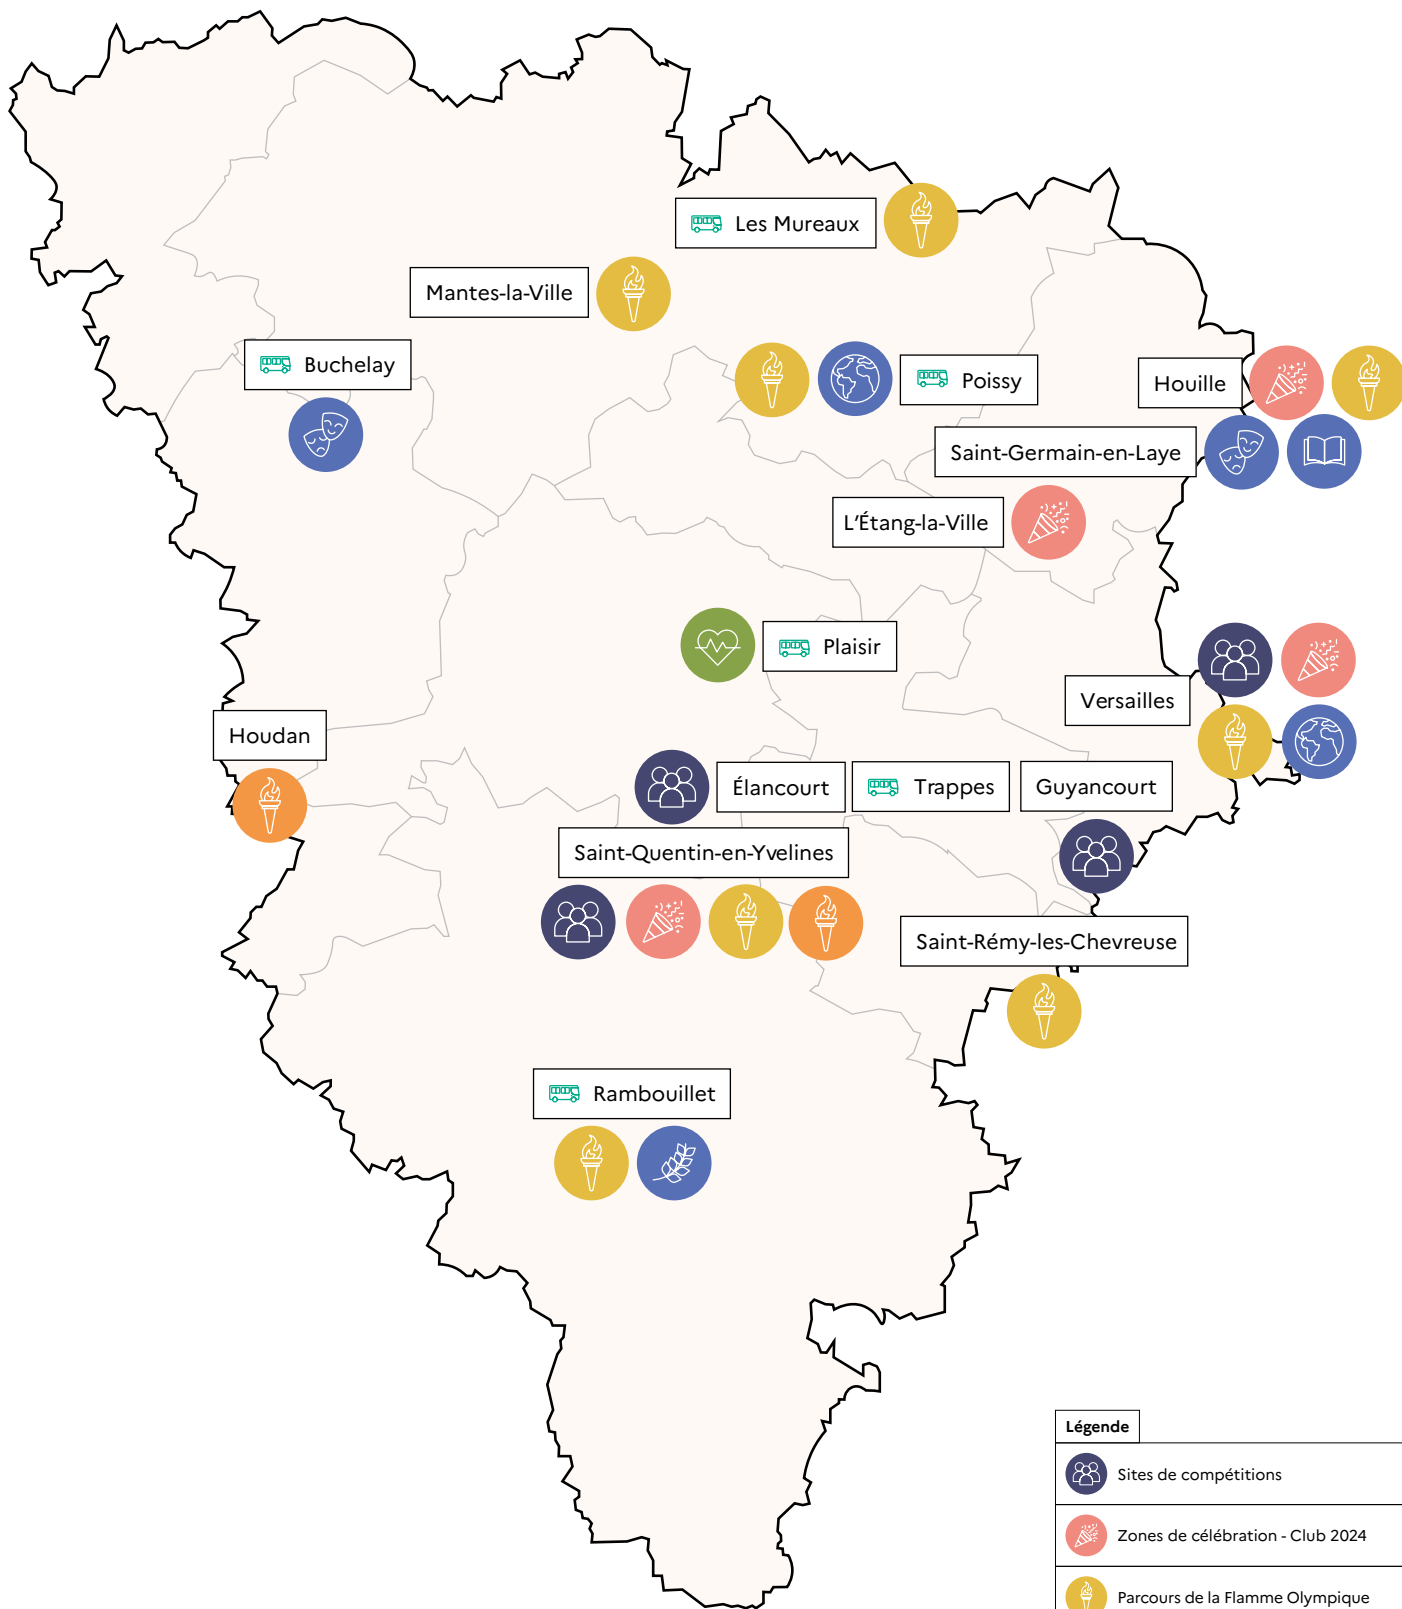 Les Mureaux
Mantes-la-Ville
Buchelay
Poissy
Houille
Saint-Germain-en-Laye
L'Étang-la-Ville
Plaisir
Versailles
Houdan
Élancourt
Trappes
Guyancourt
Saint-Quentin-en-Yvelines
Saint-Rémy-les-Chevreuse
Rambouillet
Légende
Sites de compétitions
Zones de célébration - Club 2024
Parcours de la Flamme Olympique